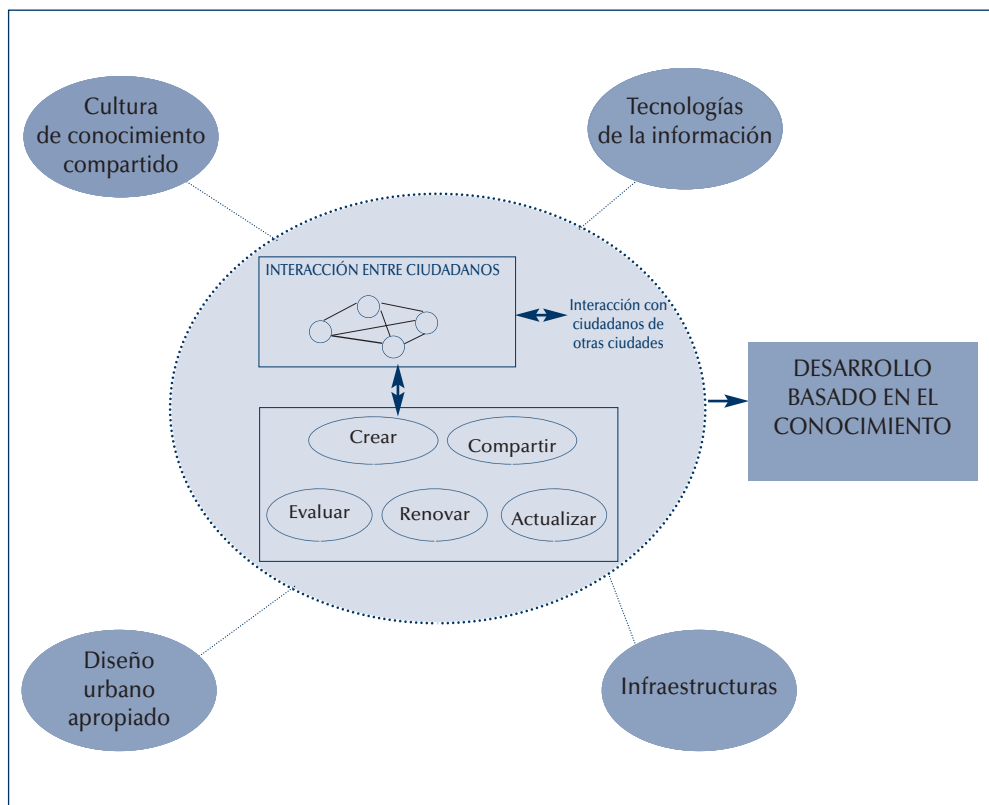 Cultura
de conocimiento
compartido
Tecnologías
de la información
INTERACCIÓN ENTRE CIUDADANOS
Interacción con
ciudadanos de
otras ciudades
DESARROLLO
BASADO EN EL
CONOCIMIENTO
Crear
Compartir
Evaluar
Renovar
Actualizar
Diseño
urbano
apropiado
Infraestructuras